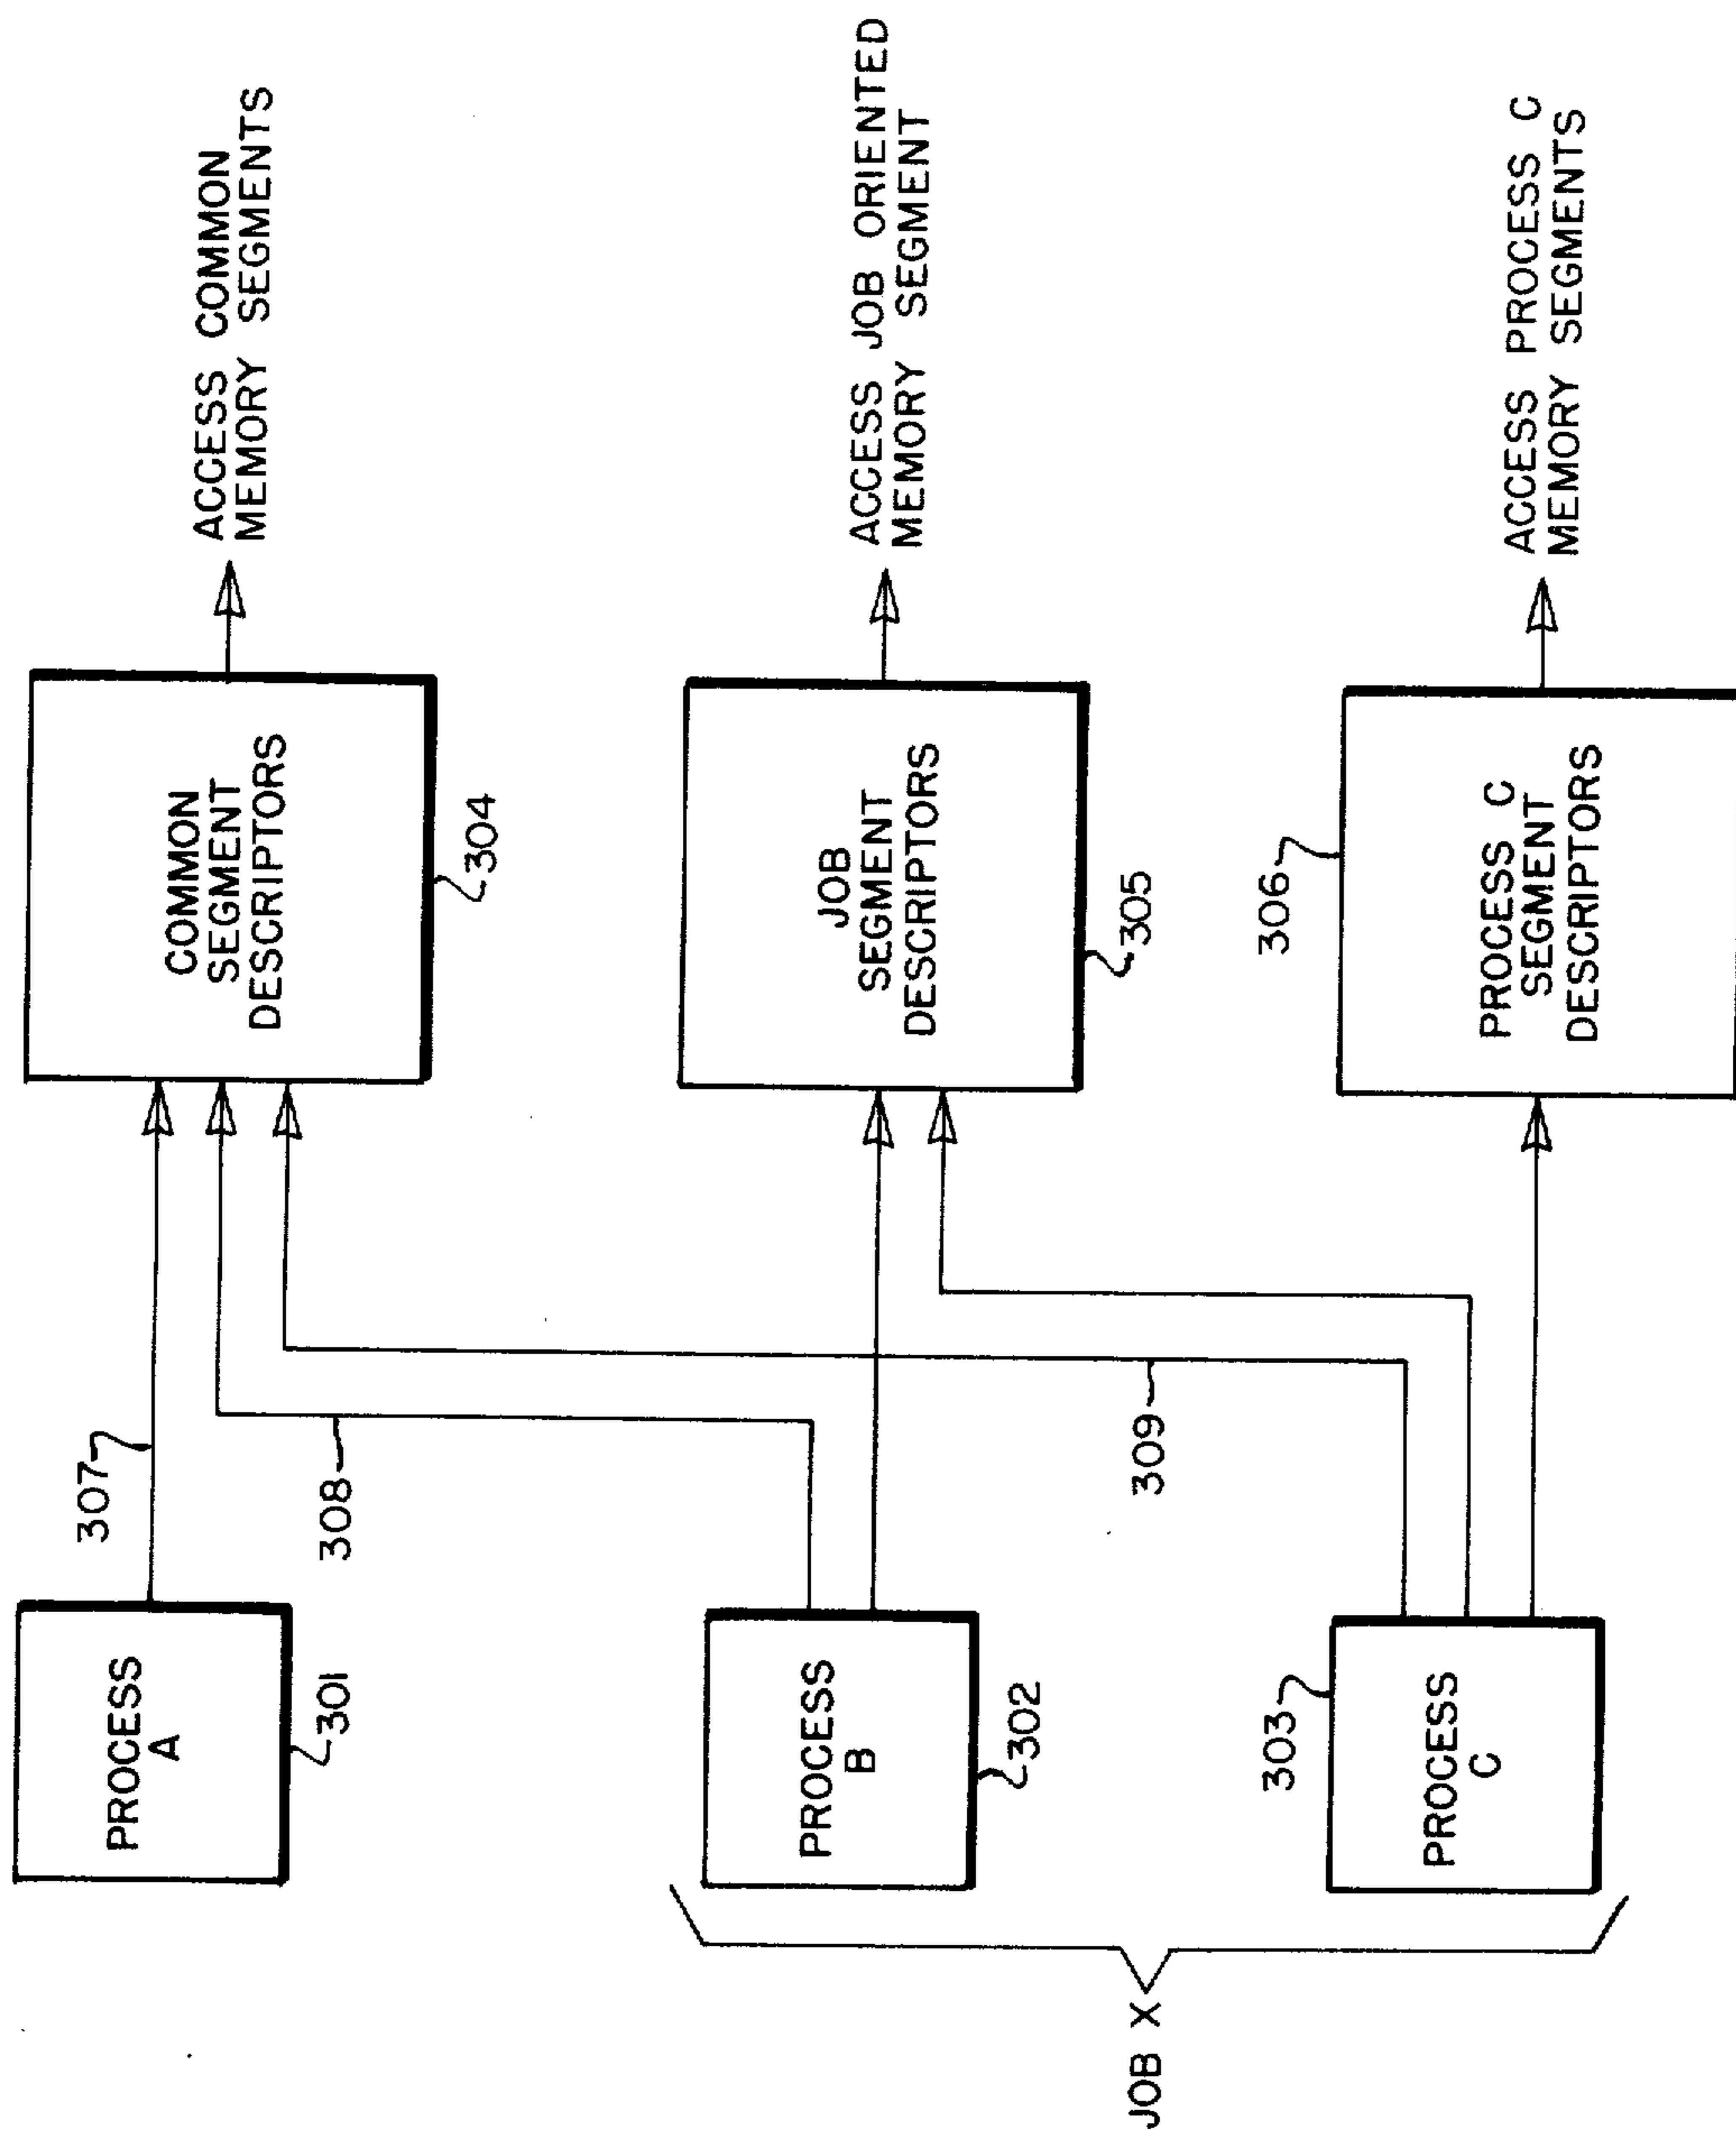 PROCESS
A
301
307
COMMON
SEGMENT
DESCRIPTORS
304
ACCESS COMMON
MEMORY SEGMENTS
308
JOB X
PROCESS
B
302
JOB
SEGMENT
DESCRIPTORS
305
ACCESS JOB ORIENTED
MEMORY SEGMENT
309
303
PROCESS
C
306
PROCESS C
SEGMENT
DESCRIPTORS
ACCESS PROCESS C
MEMORY SEGMENTS